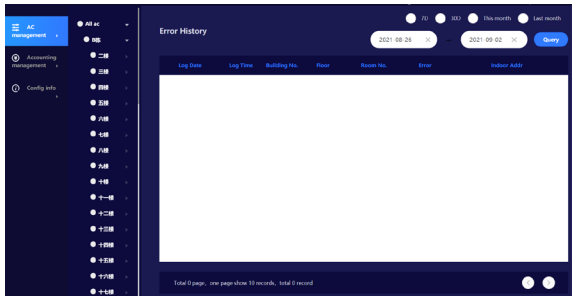 AC management
Accounting management
Config info
All ac
B栋
二楼
三楼
四楼
五楼
六楼
七楼
八楼
九楼
十楼
十一楼
十二楼
十三楼
十四楼
十五楼
十六楼
十七楼
Error History
7D 30D This month Last month
2021-08-26 × — 2021-09-02 × Query
Log Date Log Time Building No. Floor Room No. Error Indoor Addr
Total 0 page, one page show 10 records, total 0 record